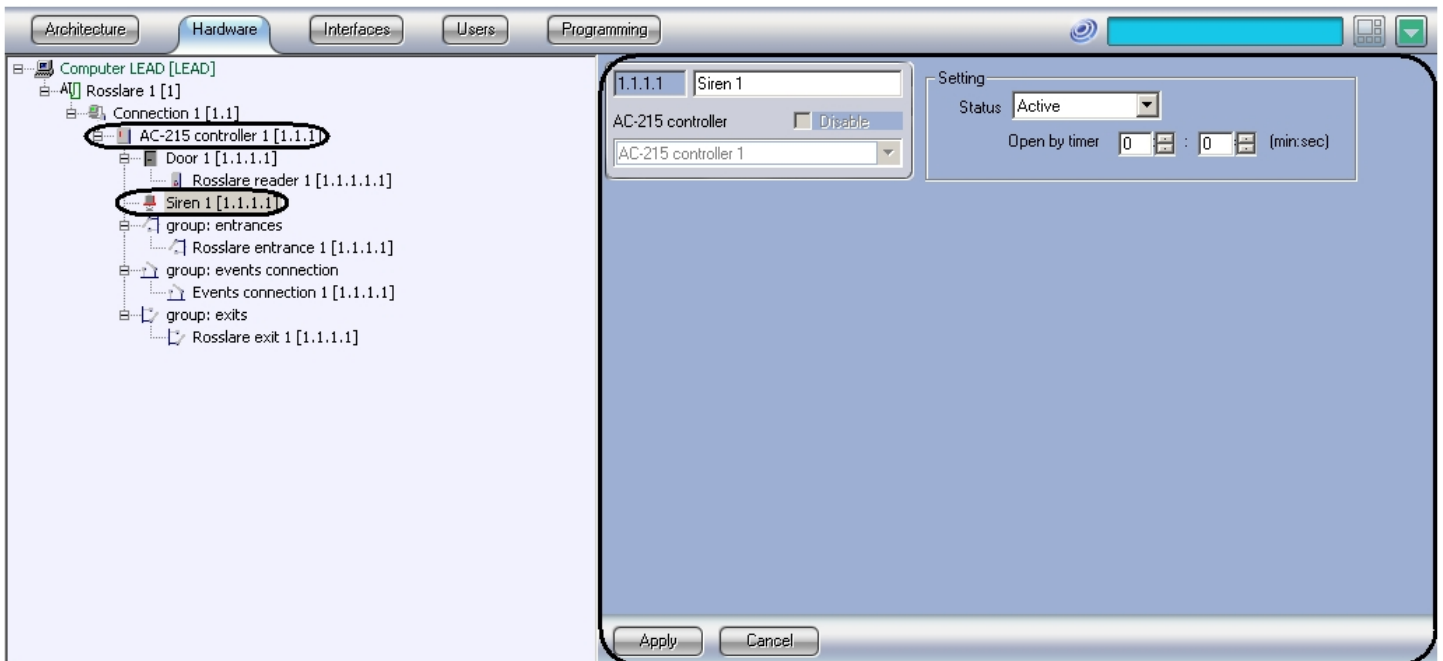 Architecture Hardware Interfaces Users Programming
Computer LEAD [LEAD]
Rosslare 1 [1]
Connection 1 [1.1]
AC-215 controller 1 [1.1.1]
Door 1 [1.1.1.1]
Rosslare reader 1 [1.1.1.1.1]
Siren 1 [1.1.1.1]
group: entrances
Rosslare entrance 1 [1.1.1.1]
group: events connection
Events connection 1 [1.1.1.1]
group: exits
Rosslare exit 1 [1.1.1.1]
1.1.1.1 Siren 1
AC-215 controller Disable
AC-215 controller 1
Setting
Status Active
Open by timer 0 : 0 (min:sec)
Apply Cancel